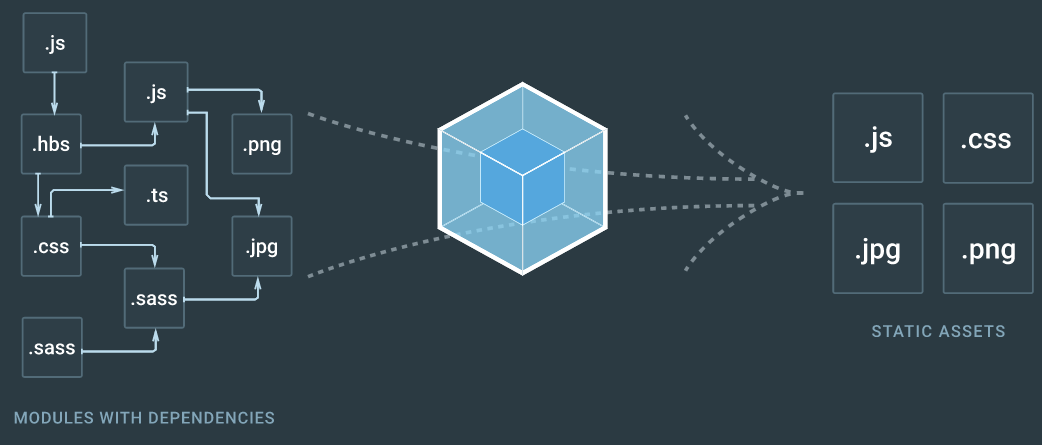 .js
.js
.hbs
.png
.ts
.css
.jpg
.sass
.sass
MODULES WITH DEPENDENCIES
.js
.css
.jpg
.png
STATIC ASSETS